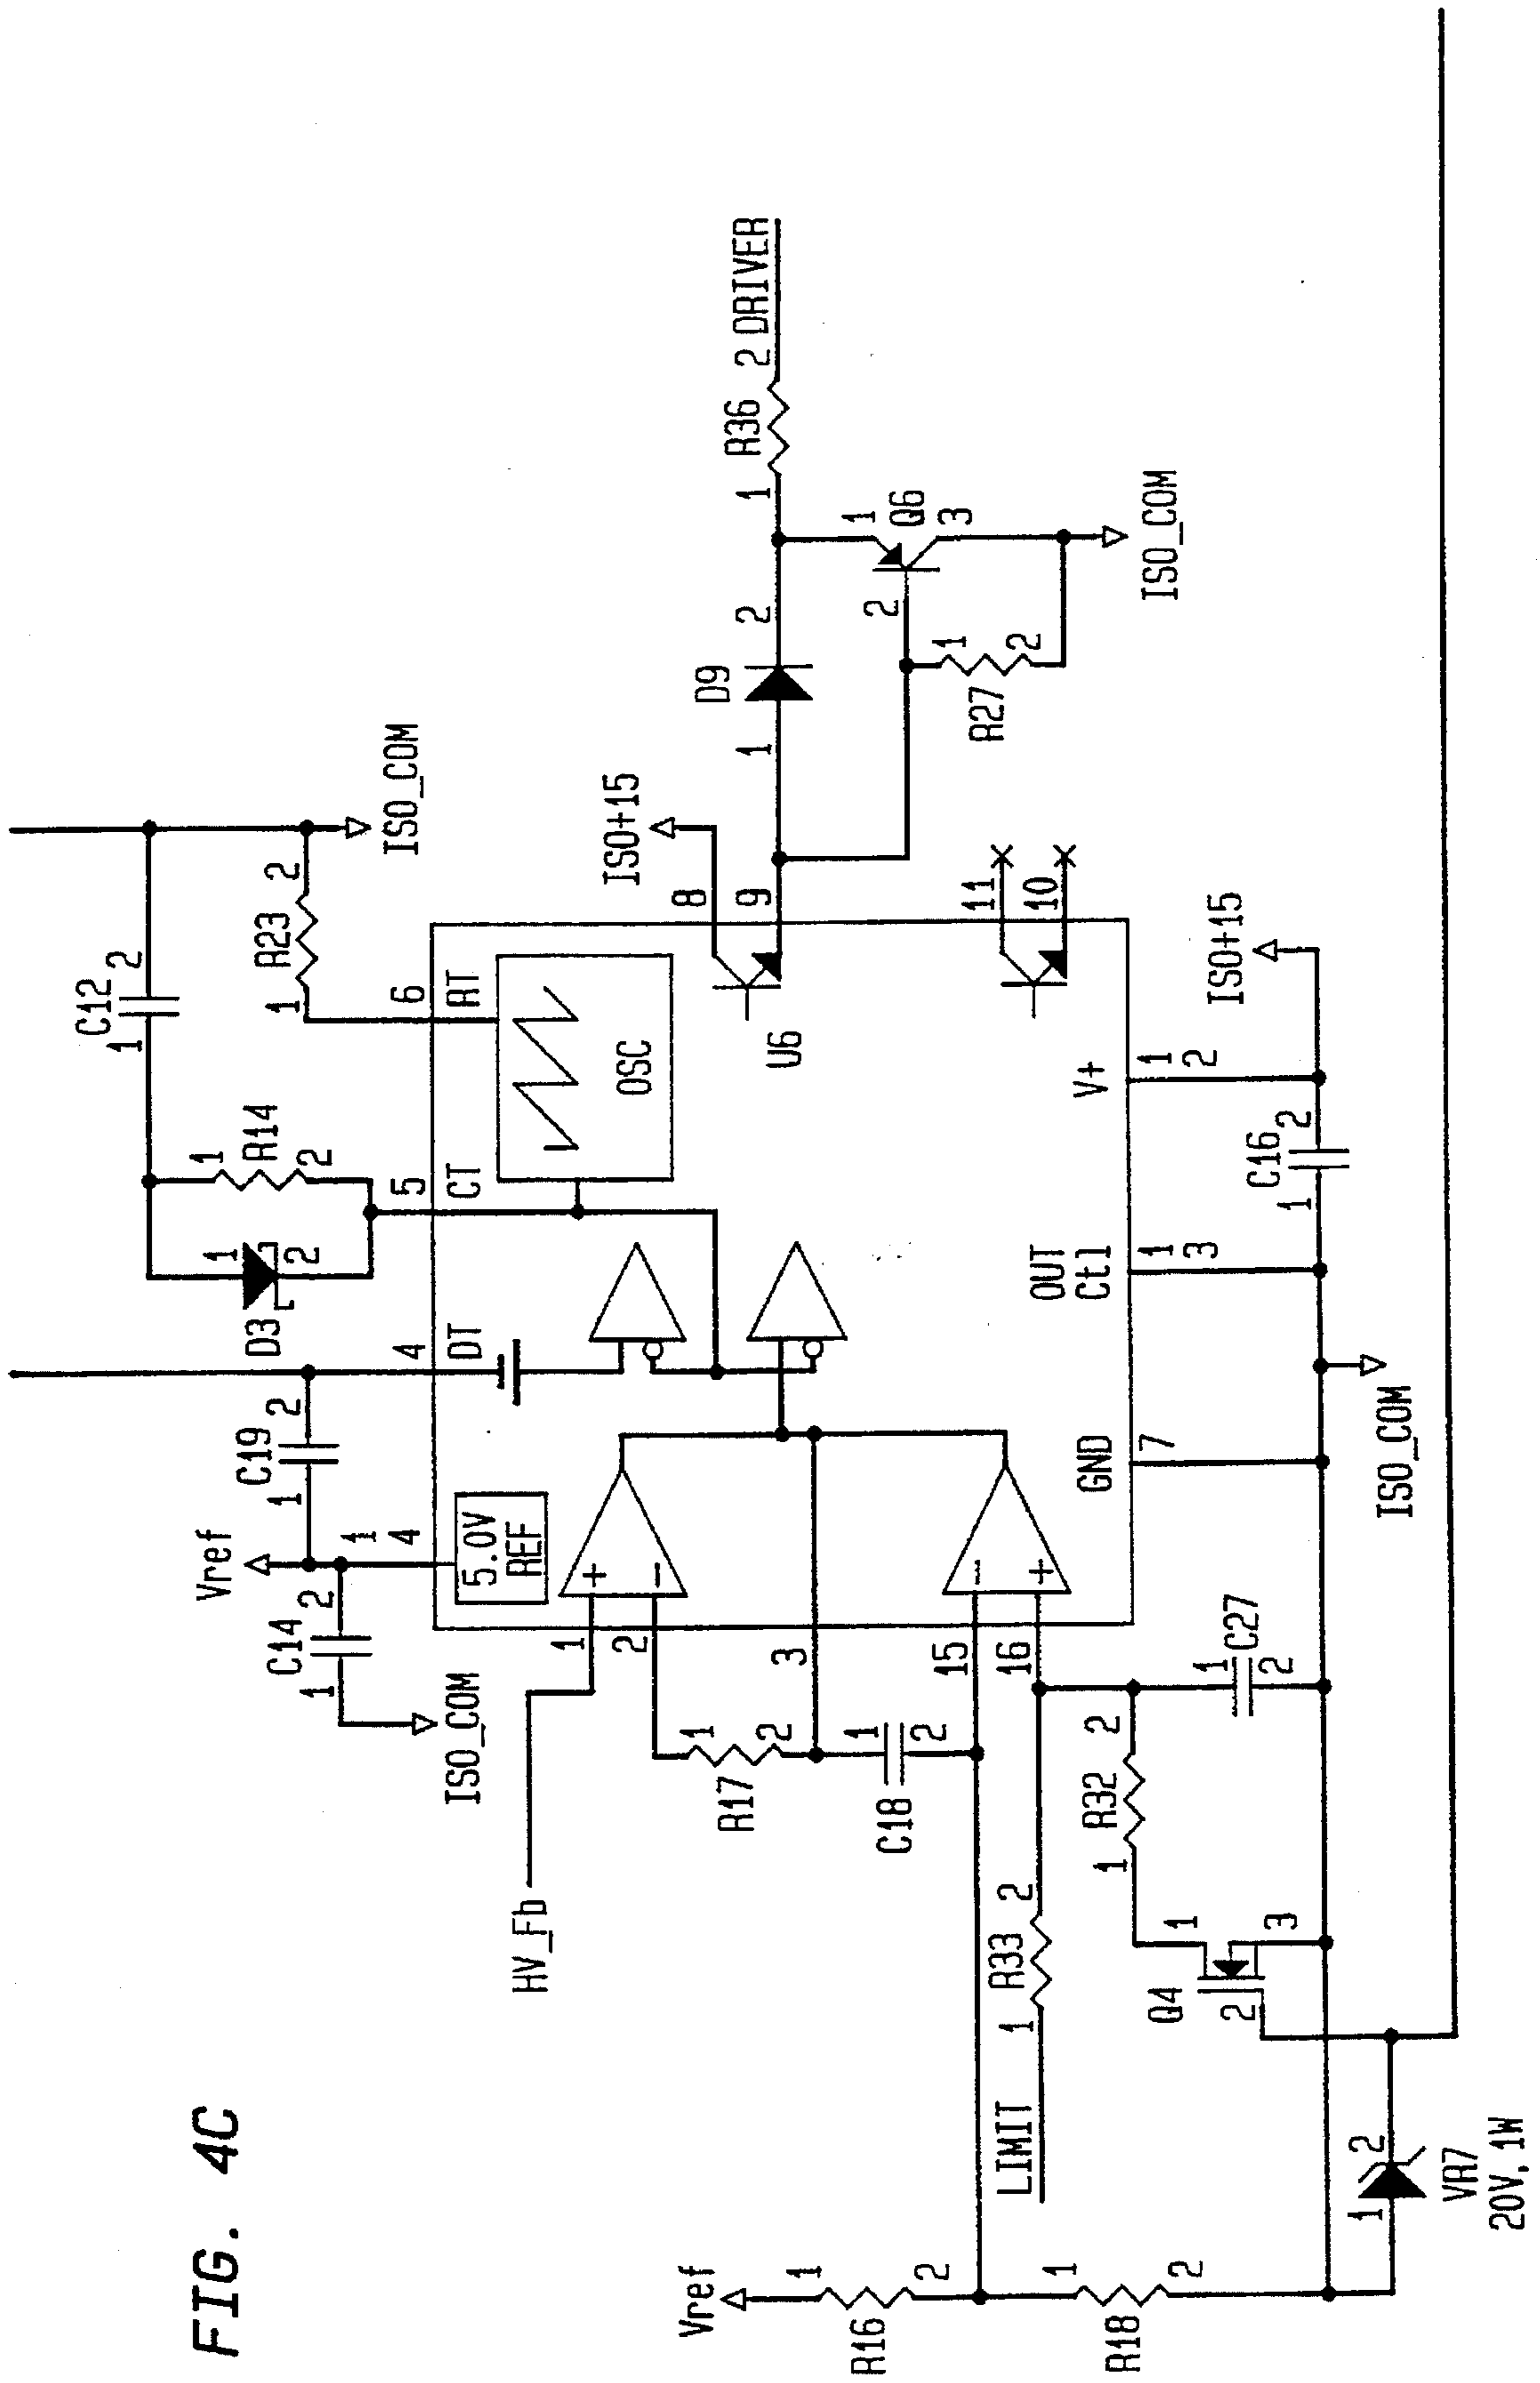 FIG. 4C
C12
1
2
Vref
C19
1
2
D3
1
2
R14
1
2
C14
1
2
R23
1
2
ISO_COM
1
4
4
5
6
ISO_COM
DT
CT
RT
5.0V
REF
OSC
HV_Fb
1
2
+
-
ISO+15
8
9
D9
1
2
R36
1
2
DRIVER
Vref
R17
1
2
3
U6
Q6
1
2
3
R27
1
2
R16
1
2
C18
1
2
15
16
-
+
11
10
ISO_COM
LIMIT
R33
1
2
R32
1
2
R18
1
2
GND
OUT
Ctl
V+
7
1
3
1
2
Q4
1
2
3
C27
1
2
C16
1
2
ISO+15
ISO_COM
1
2
VR7
20V, 1W